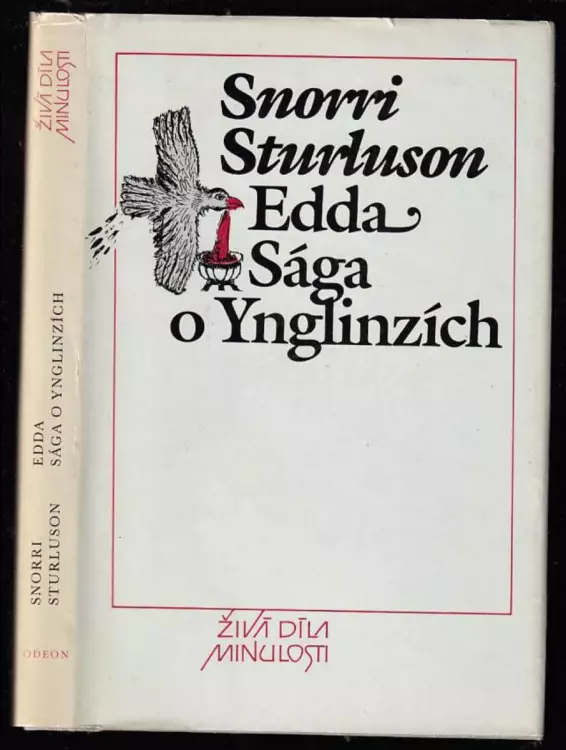 Snorri
Sturluson
Edda
Sága
o Ynglinzích
ŽIVÁ DÍLA
MINULOSTI
ŽIVÁ DÍLA
MINULOSTI
EDDA
SÁGA O YNGLINZÍCH
SNORRI
STURLUSON
ODEON